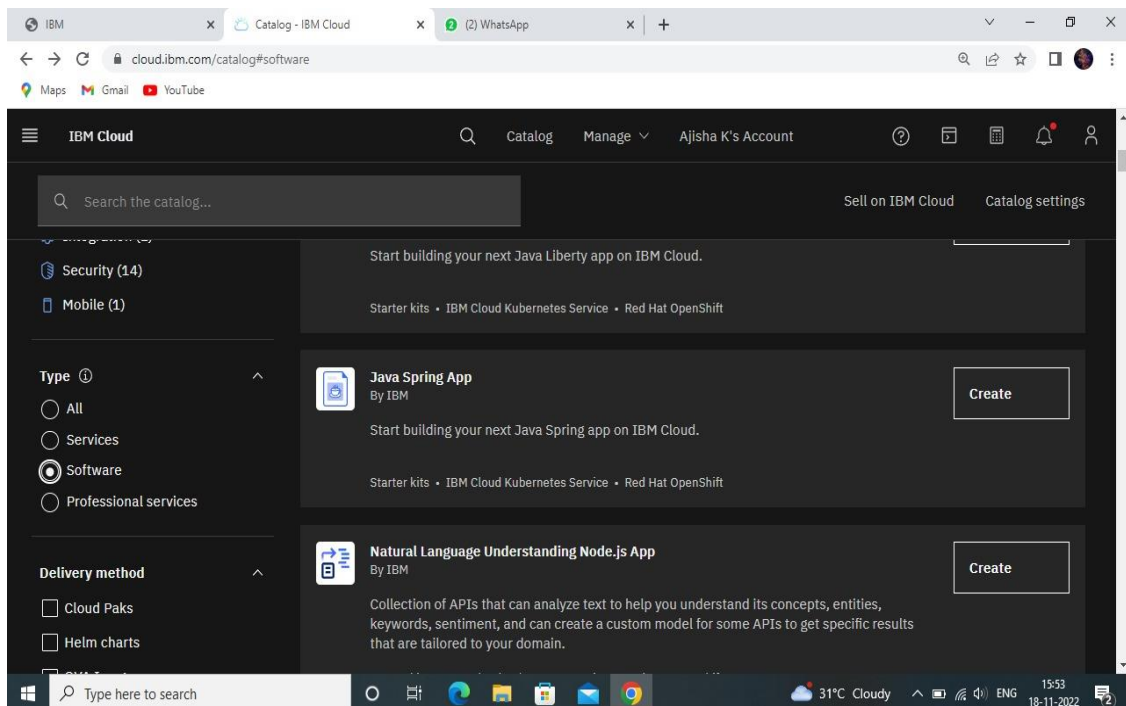 IBM
Catalog - IBM Cloud
2 (2) WhatsApp
cloud.ibm.com/catalog#software
Maps Gmail YouTube
IBM Cloud Catalog Manage Ajisha K's Account
Search the catalog...
Sell on IBM Cloud Catalog settings
Security (14)
Mobile (1)
Type
All
Services
Software
Professional services
Delivery method
Cloud Paks
Helm charts
Start building your next Java Liberty app on IBM Cloud.
Starter kits • IBM Cloud Kubernetes Service • Red Hat OpenShift
Java Spring App
By IBM
Create
Start building your next Java Spring app on IBM Cloud.
Starter kits • IBM Cloud Kubernetes Service • Red Hat OpenShift
Natural Language Understanding Node.js App
By IBM
Create
Collection of APIs that can analyze text to help you understand its concepts, entities,
keywords, sentiment, and can create a custom model for some APIs to get specific results
that are tailored to your domain.
Type here to search
31°C Cloudy
ENG
15:53
18-11-2022
2